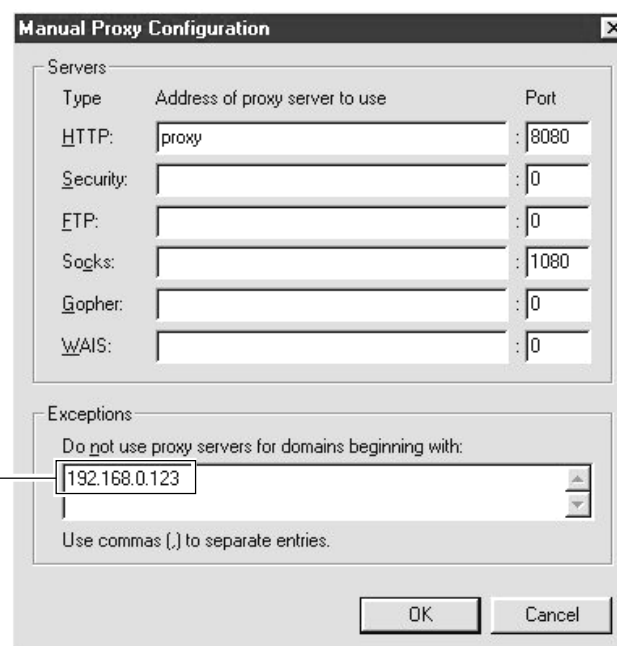 Manual Proxy Configuration
Servers
Type Address of proxy server to use Port
HTTP: proxy : 8080
Security: : 0
FTP: : 0
Socks: : 1080
Gopher: : 0
WAIS: : 0
Exceptions
Do not use proxy servers for domains beginning with:
192.168.0.123
Use commas (,) to separate entries.
OK Cancel